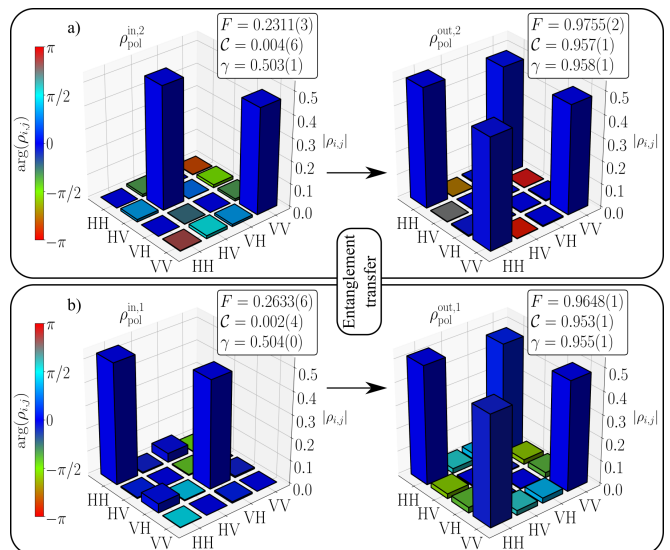 a)
ρ_pol^in,2
F = 0.2311(3)
C = 0.004(6)
γ = 0.503(1)
π
π/2
0
−π/2
−π
arg(ρ_i,j)
0.5
0.4
0.3
0.2
0.1
0.0
|ρ_i,j|
HH
HV
VH
VV
HH
HV
VH
VV
ρ_pol^out,2
F = 0.9755(2)
C = 0.957(1)
γ = 0.958(1)
0.5
0.4
0.3
0.2
0.1
0.0
|ρ_i,j|
HH
HV
VH
VV
HH
HV
VH
VV
Entanglement
transfer
b)
ρ_pol^in,1
F = 0.2633(6)
C = 0.002(4)
γ = 0.504(0)
π
π/2
0
−π/2
−π
arg(ρ_i,j)
0.5
0.4
0.3
0.2
0.1
0.0
|ρ_i,j|
HH
HV
VH
VV
HH
HV
VH
VV
ρ_pol^out,1
F = 0.9648(1)
C = 0.953(1)
γ = 0.955(1)
0.5
0.4
0.3
0.2
0.1
0.0
|ρ_i,j|
HH
HV
VH
VV
HH
HV
VH
VV